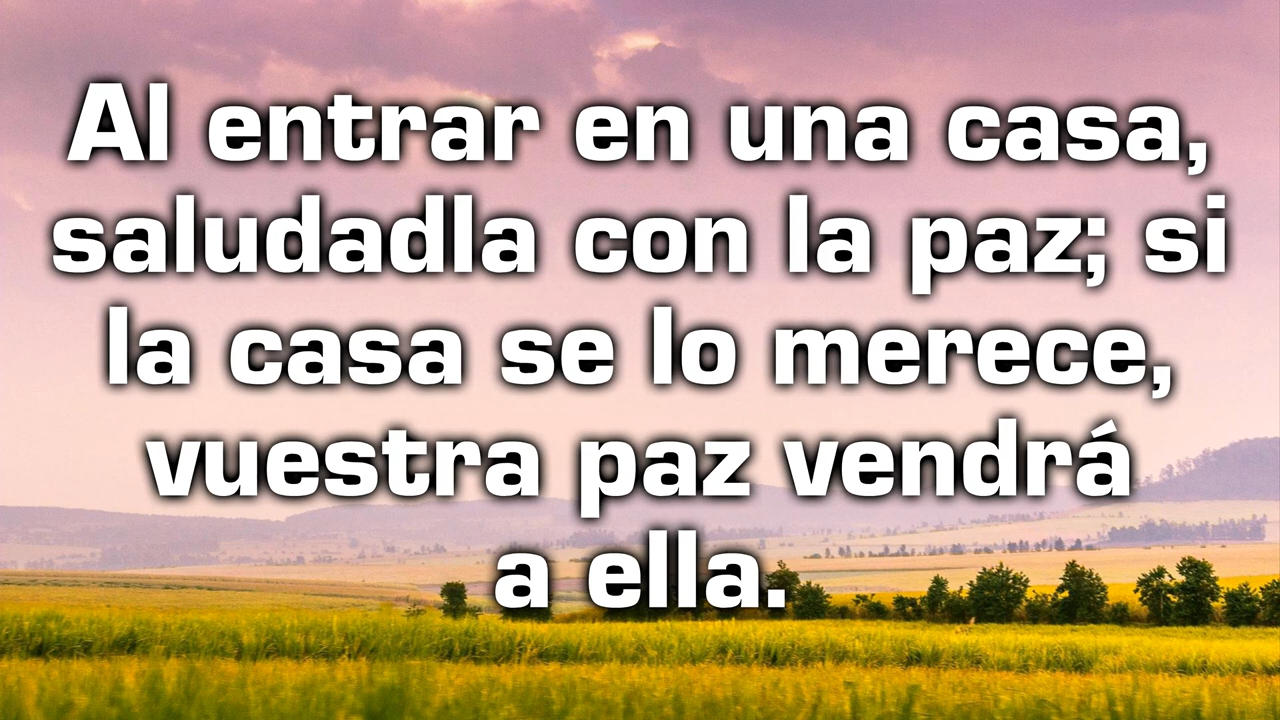 Al entrar en una casa,
saludadla con la paz; si
la casa se lo merece,
vuestra paz vendrá
a ella.